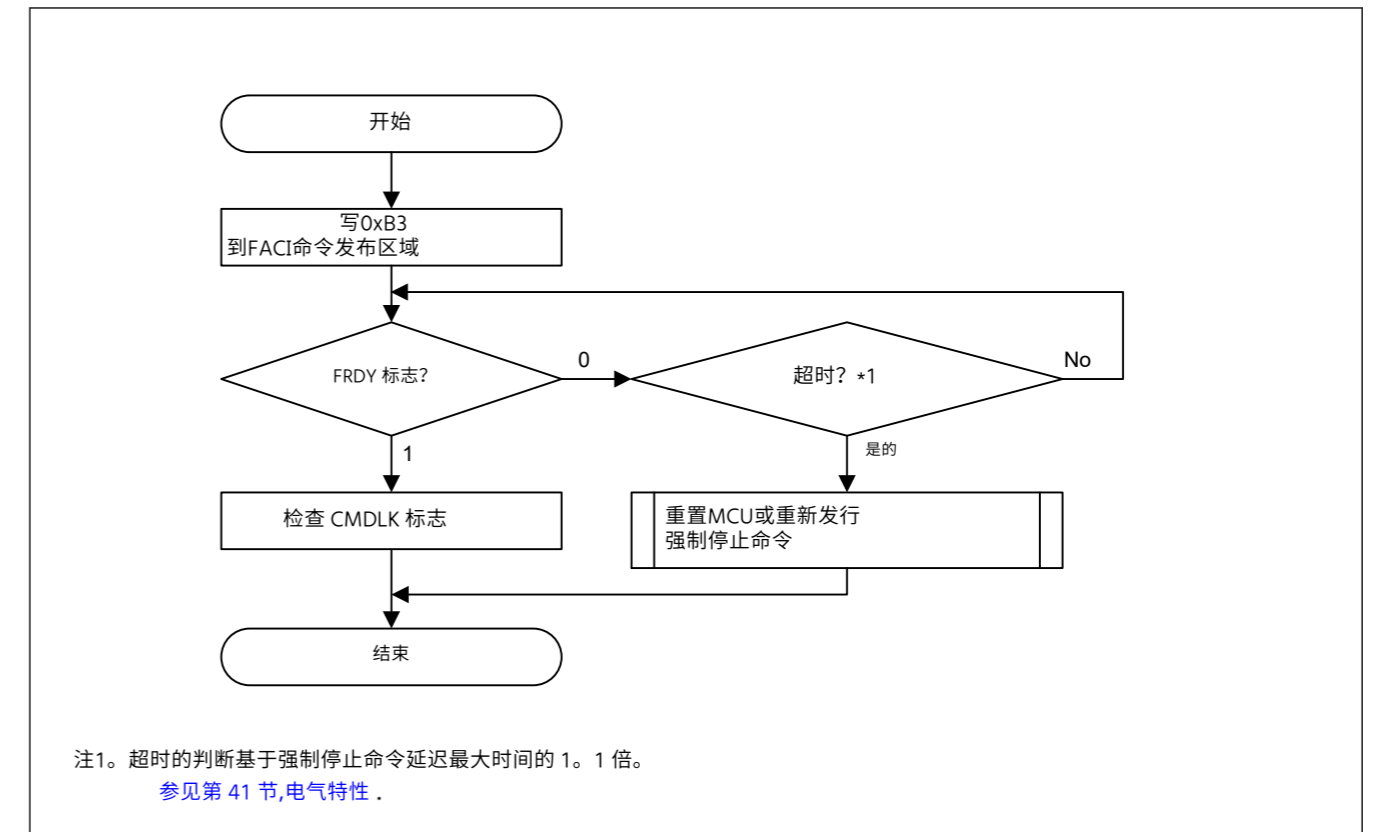 开始
写0xB3
到FACI命令发布区域
FRDY 标志?
0
超时？*1
No
1
是的
检查 CMDLK 标志
重置MCU或重新发行
强制停止命令
结束
注1。超时的判断基于强制停止命令延迟最大时间的 1。1 倍。
参见第 41 节,电气特性 .